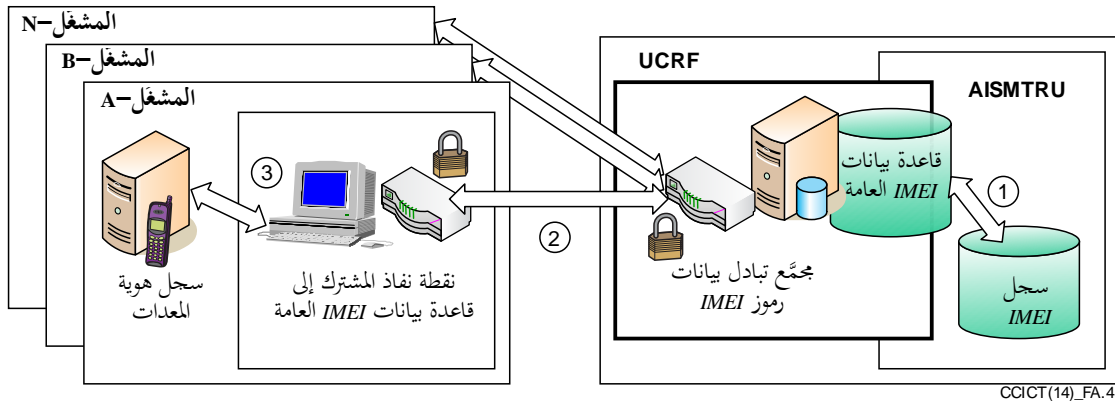 المشغّل–N
المشغّل–B
المشغّل–A
UCRF
AISMTRU
قاعدة بيانات
IMEI العامة
1
3
2
سجل هوية
المعدات
نقطة نفاذ المشترك إلى
قاعدة بيانات IMEI العامة
مجمَّع تبادل بيانات
رموز IMEI
سجل
IMEI
CCICT(14)_FA.4